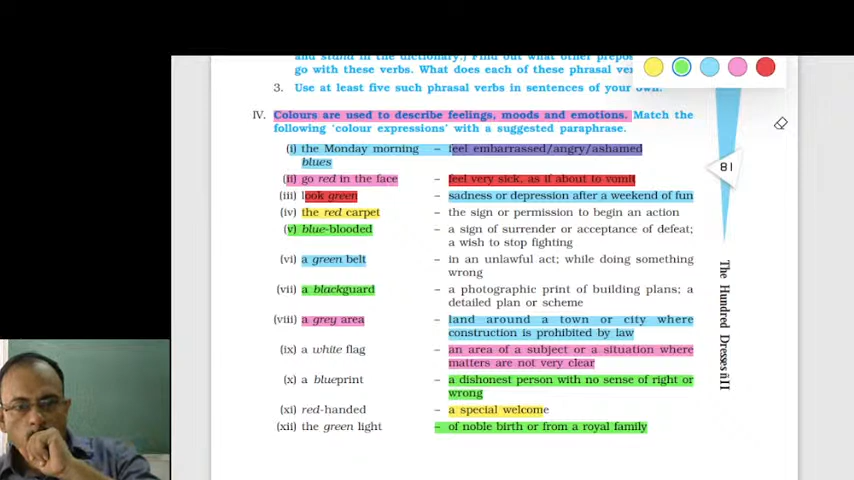 and stand in the dictionary.) Find out what other
go with these verbs. What does each of these phrasal
3. Use at least five such phrasal verbs in sentences of your own.
IV. Colours are used to describe feelings, moods and emotions. Match the
following 'colour expressions' with a suggested paraphrase.
(i) the Monday morning – feel embarrassed/angry/ashamed
blues
(ii) go red in the face – feel very sick, as if about to vomit
(iii) look green – sadness or depression after a weekend of fun
(iv) the red carpet – the sign or permission to begin an action
(v) blue-blooded – a sign of surrender or acceptance of defeat;
a wish to stop fighting
(vi) a green belt – in an unlawful act; while doing something
wrong
(vii) a blackguard – a photographic print of building plans; a
detailed plan or scheme
(viii) a grey area – land around a town or city where
construction is prohibited by law
(ix) a white flag – an area of a subject or a situation where
matters are not very clear
(x) a blueprint – a dishonest person with no sense of right or
wrong
(xi) red-handed – a special welcome
(xii) the green light – of noble birth or from a royal family
81
The Hundred Dresses–II